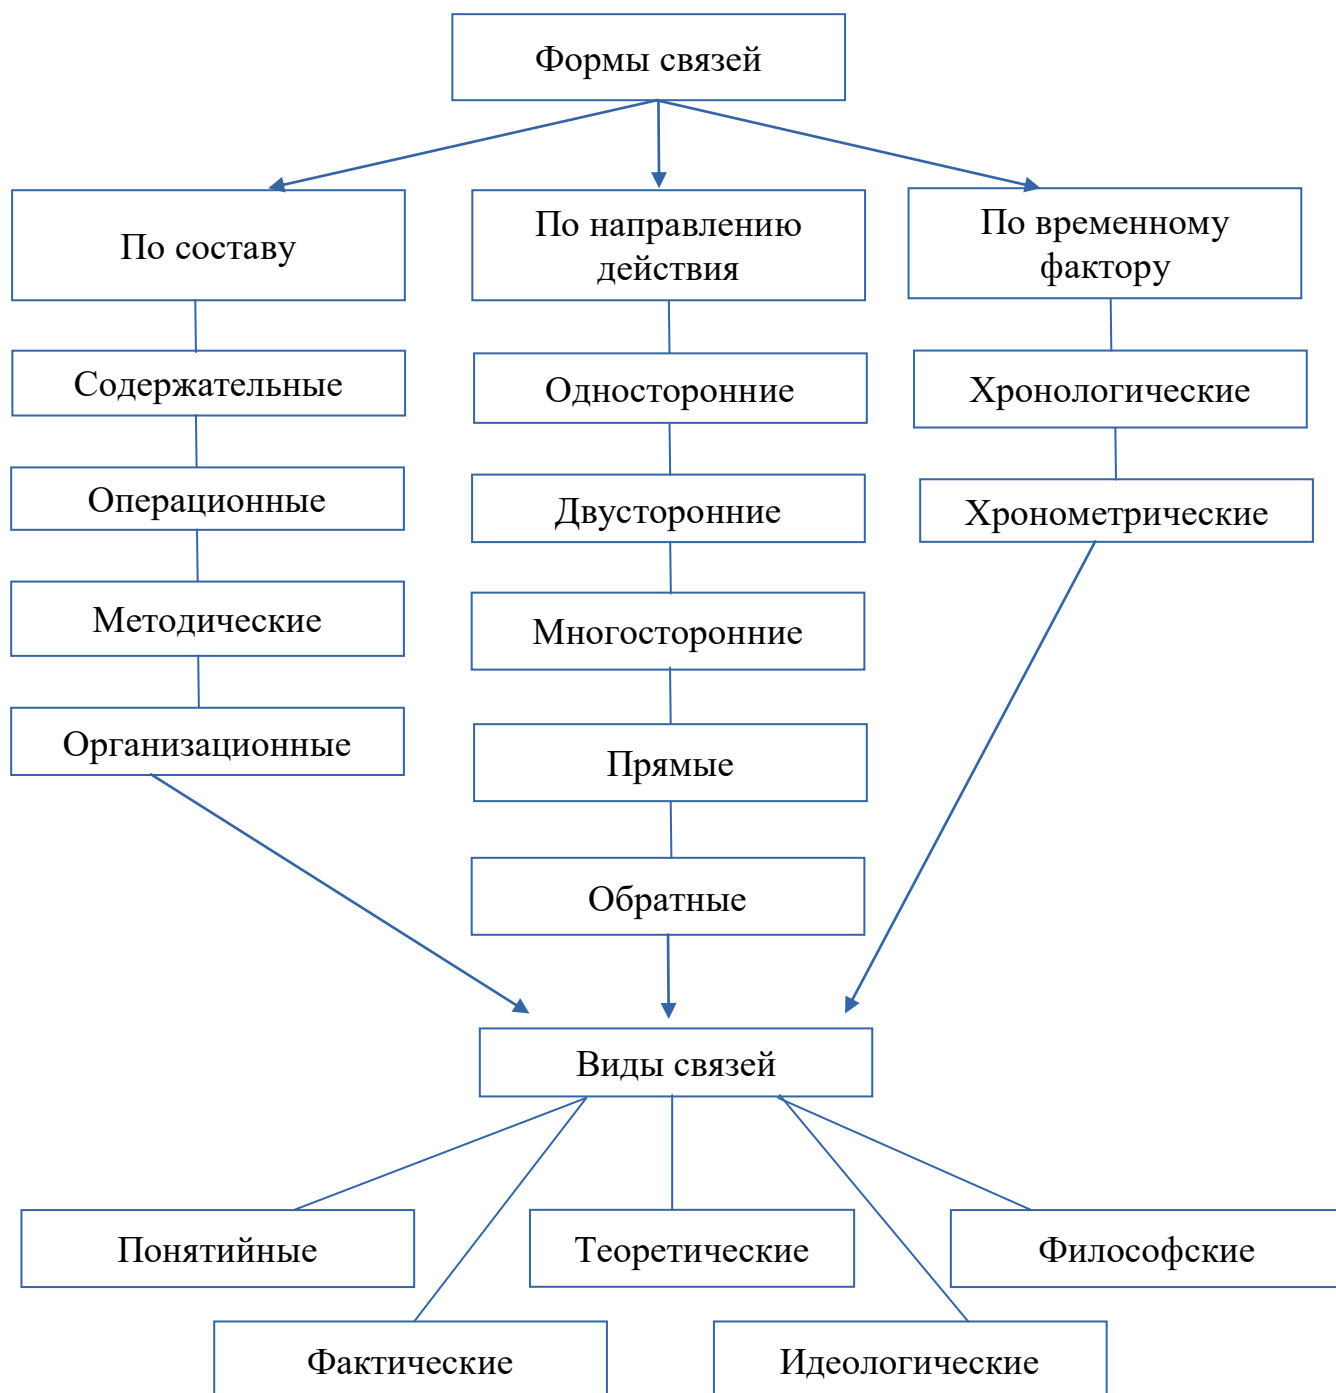 Формы связей
По составу
По направлению
действия
По временному
фактору
Содержательные
Односторонние
Хронологические
Операционные
Двусторонние
Хронометрические
Методические
Многосторонние
Организационные
Прямые
Обратные
Виды связей
Понятийные
Теоретические
Философские
Фактические
Идеологические